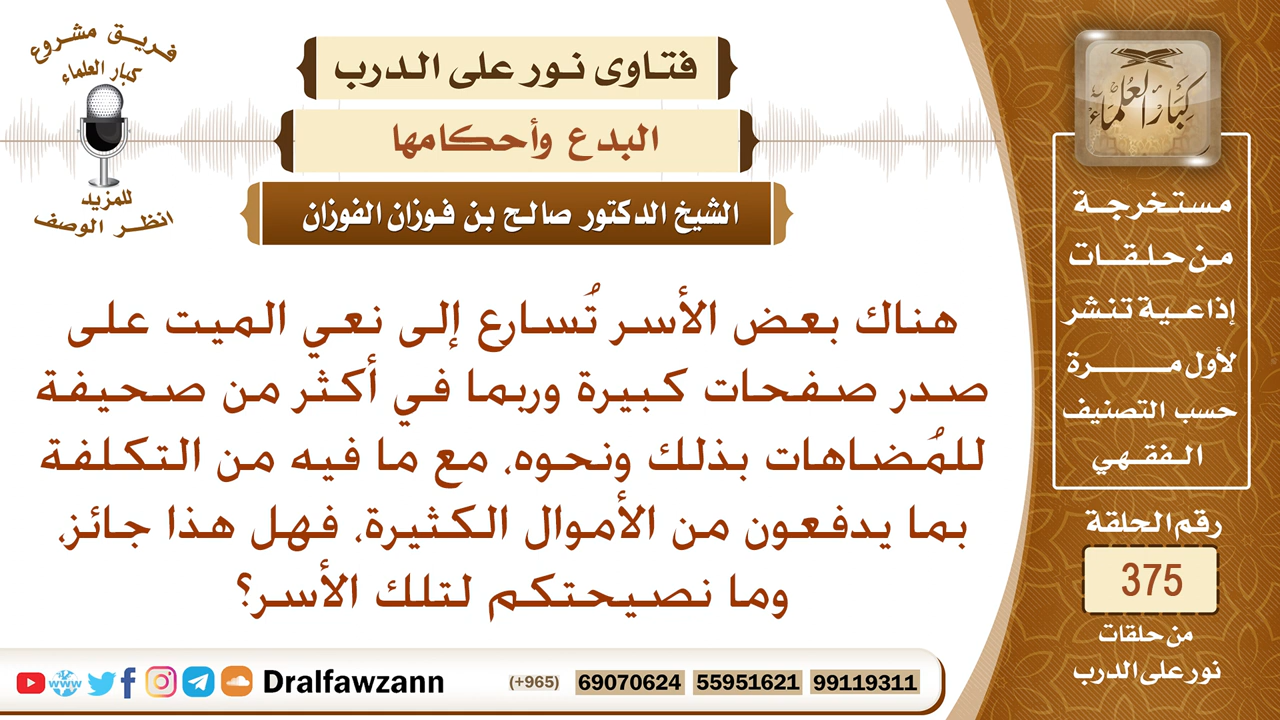 فريق مشروع
كبار العلماء
للمزيد
انظر الوصف
فتاوى نور على الدرب
البدع وأحكامها
الشيخ الدكتور صالح بن فوزان الفوزان
هناك بعض الأسر تُسارع إلى نعي الميت على
صدر صفحات كبيرة وربما في أكثر من صحيفة
للمُضاهات بذلك ونحوه، مع ما فيه من التكلفة
بما يدفعون من الأموال الكثيرة، فهل هذا جائز،
وما نصيحتكم لتلك الأسر؟
كبار العلماء
مستخرجة
من حلقات
إذاعية تنشر
لأول مرة
حسب التصنيف
الفقهي
رقم الحلقة
375
من حلقات
نور على الدرب
www Dralfawzann (+965) 69070624 55951621 99119311